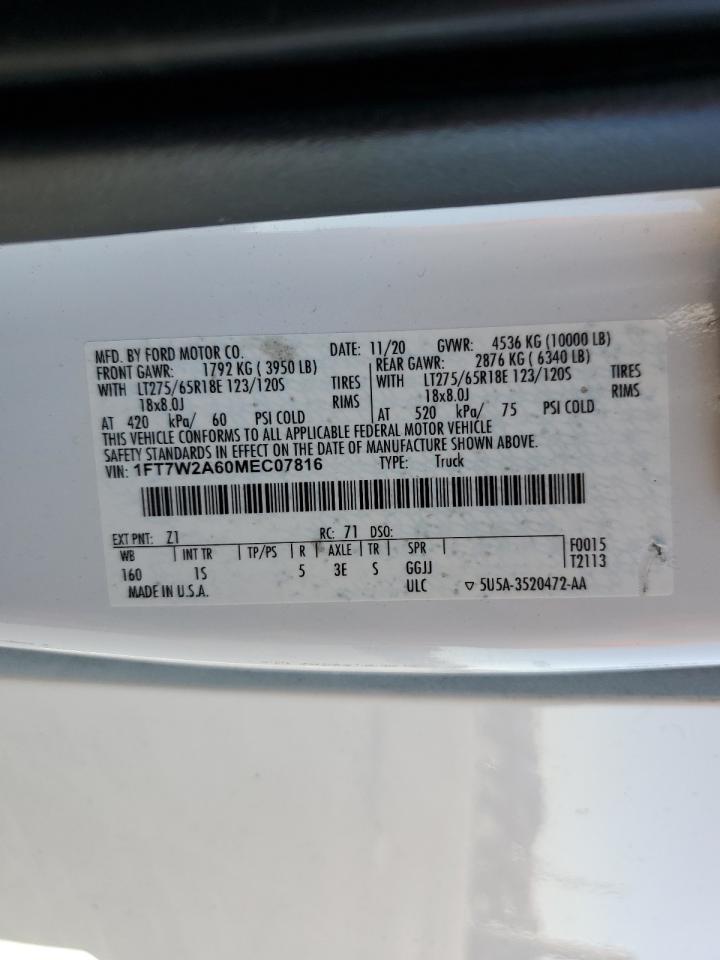 MFD. BY FORD MOTOR CO. DATE: 11/20 GVWR: 4536 KG (10000 LB)
FRONT GAWR: 1792 KG ( 3950 LB) REAR GAWR: 2876 KG ( 6340 LB)
WITH LT275/65R18E 123/120S TIRES WITH LT275/65R18E 123/120S TIRES
18x8.0J RIMS 18x8.0J RIMS
AT 420 kPa/ 60 PSI COLD AT 520 kPa/ 75 PSI COLD
THIS VEHICLE CONFORMS TO ALL APPLICABLE FEDERAL MOTOR VEHICLE
SAFETY STANDARDS IN EFFECT ON THE DATE OF MANUFACTURE SHOWN ABOVE.
VIN: 1FT7W2A60MEC07816 TYPE: Truck
EXT PNT: Z1 RC: 71 DSO:
WB INT TR TP/PS R AXLE TR SPR F0015
160 1S 5 3E S GGJJ T2113
MADE IN U.S.A. ULC ▽ 5U5A-3520472-AA